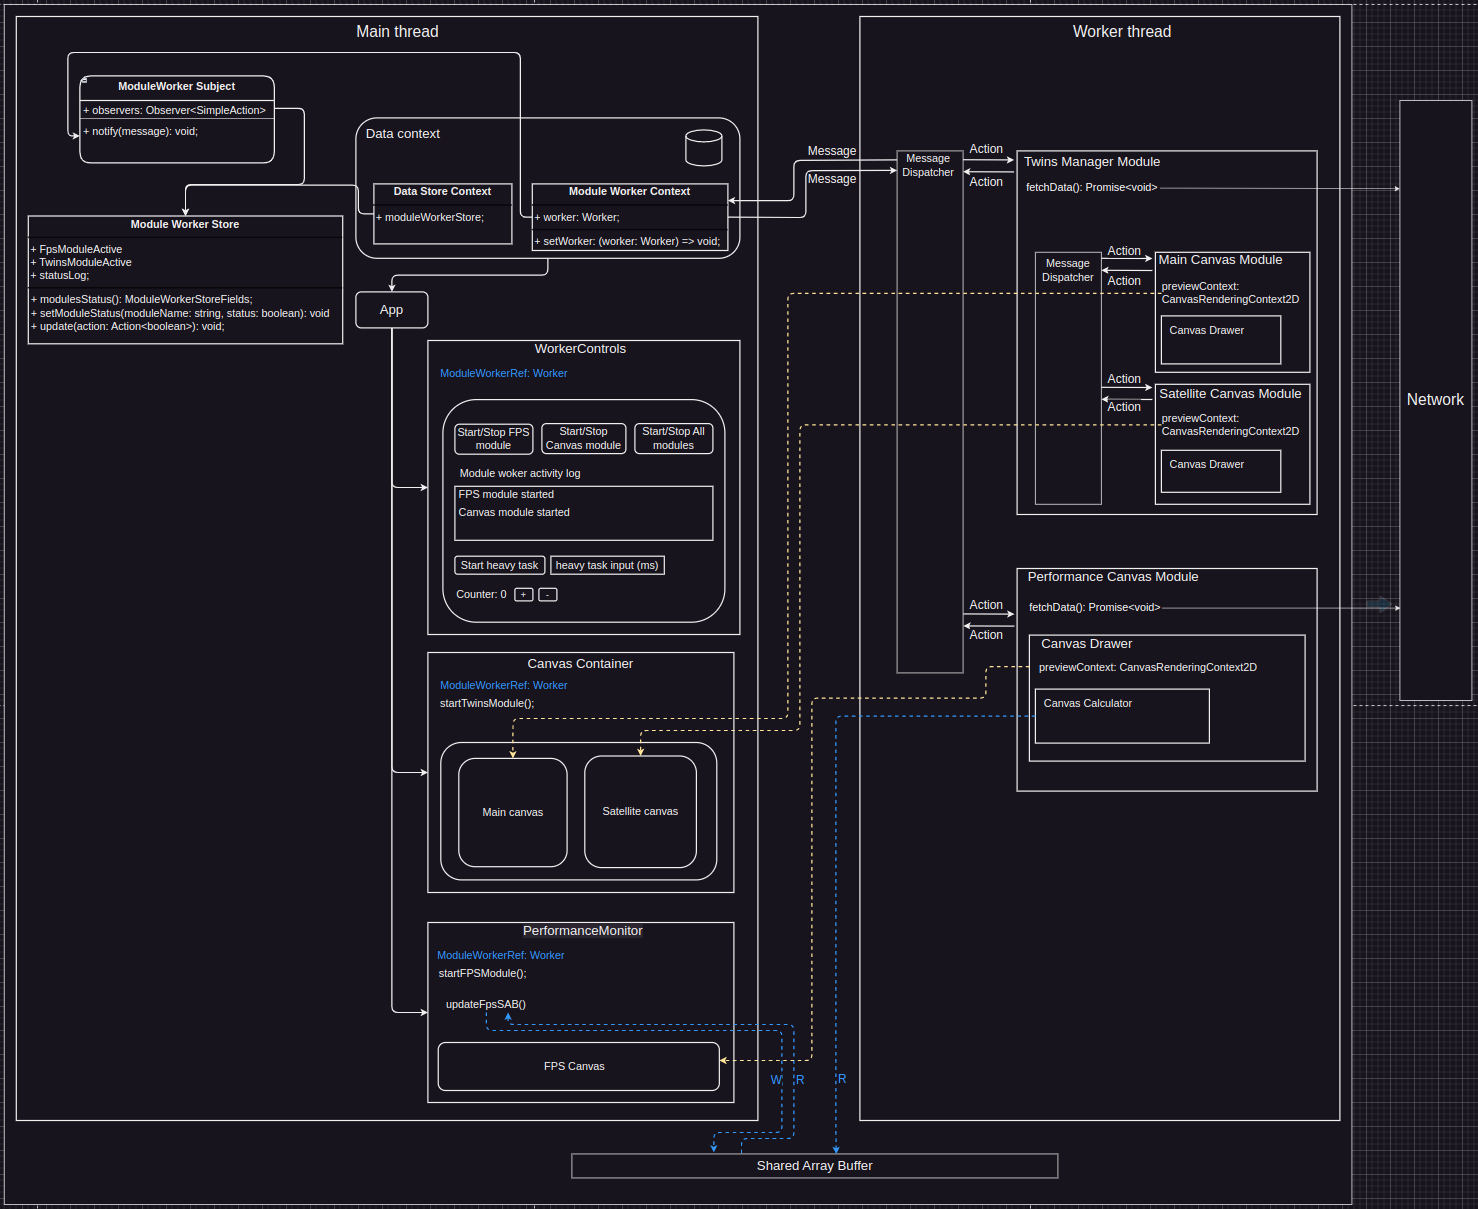 Main thread
ModuleWorker Subject
+ observers: Observer<SimpleAction>
+ notify(message): void;
Data context
Data Store Context
+ moduleWorkerStore;
Module Worker Context
+ worker: Worker;
+ setWorker: (worker: Worker) => void;
Module Worker Store
+ FpsModuleActive
+ TwinsModuleActive
+ statusLog;
+ modulesStatus(): ModuleWorkerStoreFields;
+ setModuleStatus(moduleName: string, status: boolean): void
+ update(action: Action<boolean>): void;
App
WorkerControls
ModuleWorkerRef: Worker
Start/Stop FPS
module
Start/Stop
Canvas module
Start/Stop All
modules
Module woker activity log
FPS module started
Canvas module started
Start heavy task
heavy task input (ms)
Counter: 0
+
-
Canvas Container
ModuleWorkerRef: Worker
startTwinsModule();
Main canvas
Satellite canvas
PerformanceMonitor
ModuleWorkerRef: Worker
startFPSModule();
updateFpsSAB()
FPS Canvas
W
R
R
Message
Message
Worker thread
Message
Dispatcher
Action
Action
Twins Manager Module
fetchData(): Promise<void>
Message
Dispatcher
Action
Action
Main Canvas Module
previewContext:
CanvasRenderingContext2D
Canvas Drawer
Action
Action
Satellite Canvas Module
previewContext:
CanvasRenderingContext2D
Canvas Drawer
Action
Action
Performance Canvas Module
fetchData(): Promise<void>
Canvas Drawer
previewContext: CanvasRenderingContext2D
Canvas Calculator
Network
Shared Array Buffer